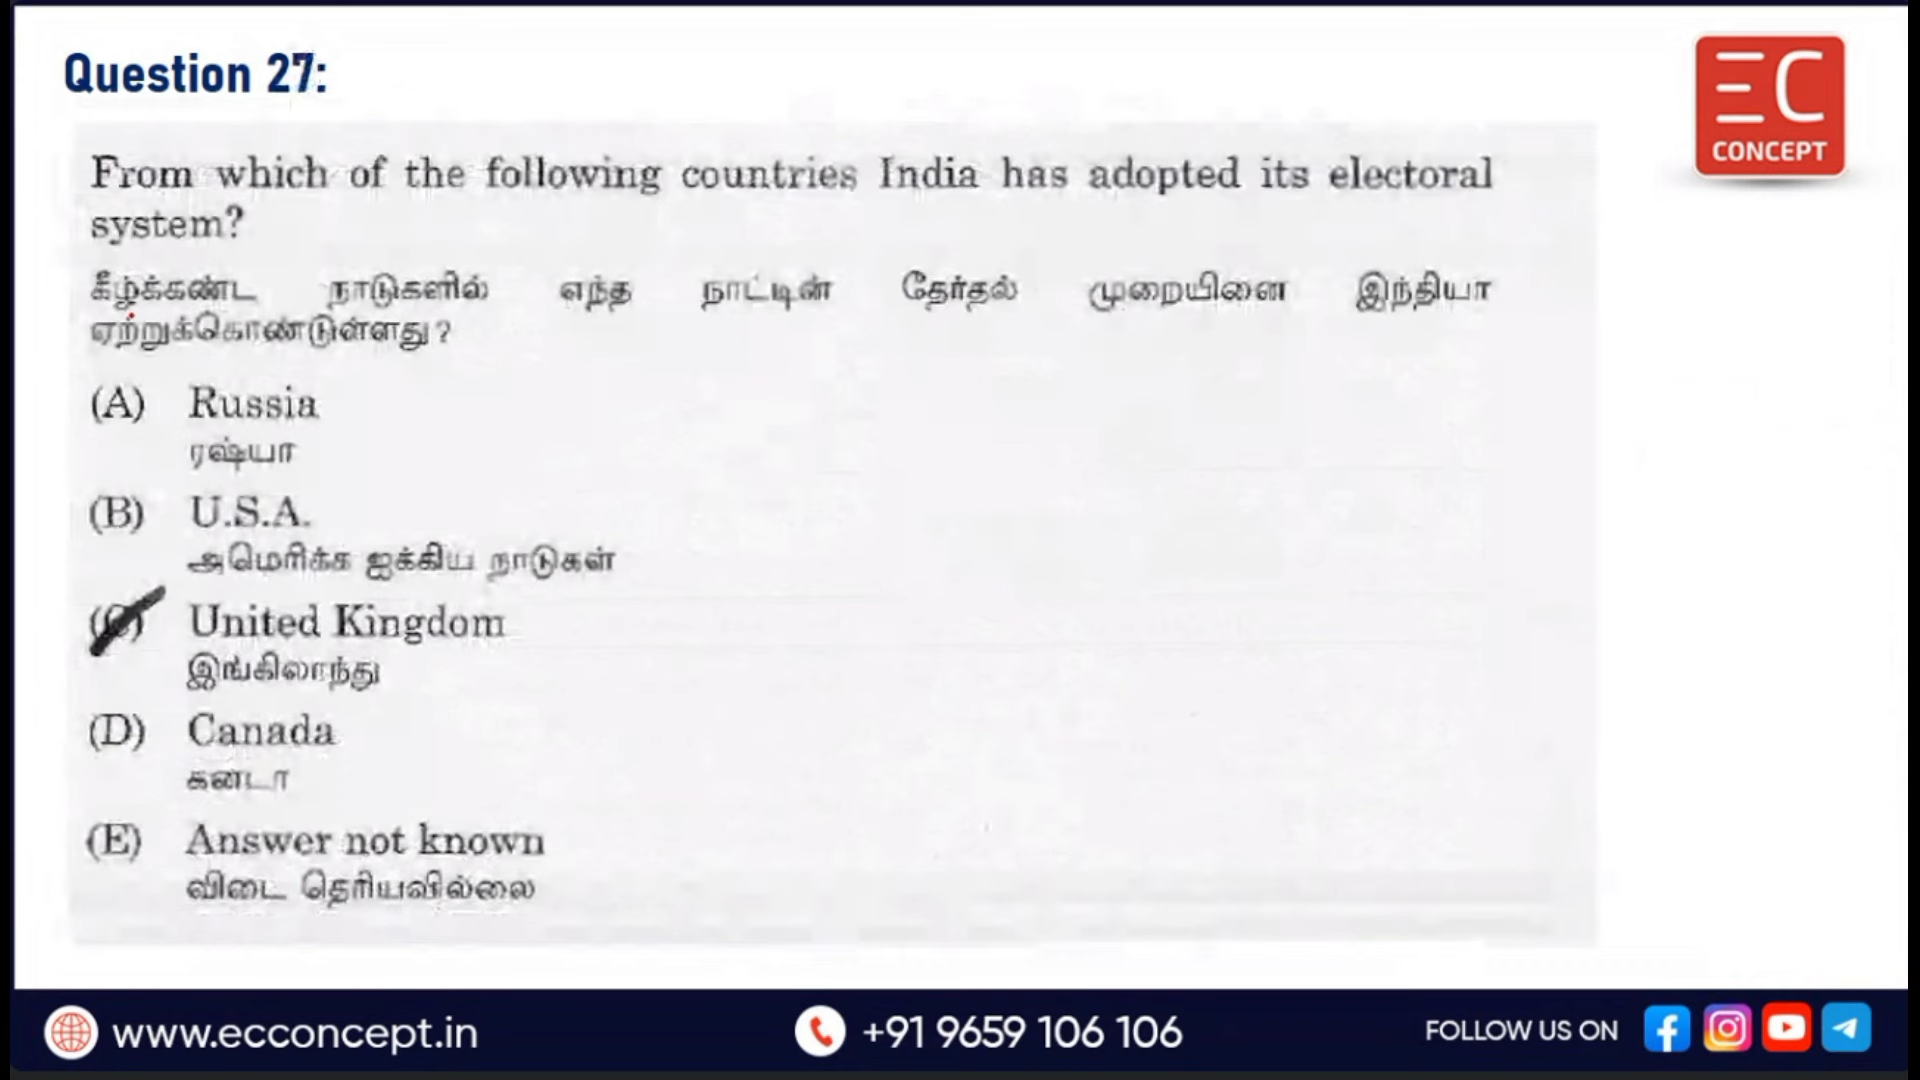 Question 27:
EC
CONCEPT
From which of the following countries India has adopted its electoral
system?
கீழ்க்கண்ட நாடுகளில் எந்த நாட்டின் தேர்தல் முறையினை இந்தியா
ஏற்றுக்கொண்டுள்ளது?
(A) Russia
ரஷ்யா
(B) U.S.A.
அமெரிக்க ஐக்கிய நாடுகள்
(C) United Kingdom
இங்கிலாந்து
(D) Canada
கனடா
(E) Answer not known
விடை தெரியவில்லை
www.ecconcept.in +91 9659 106 106 FOLLOW US ON